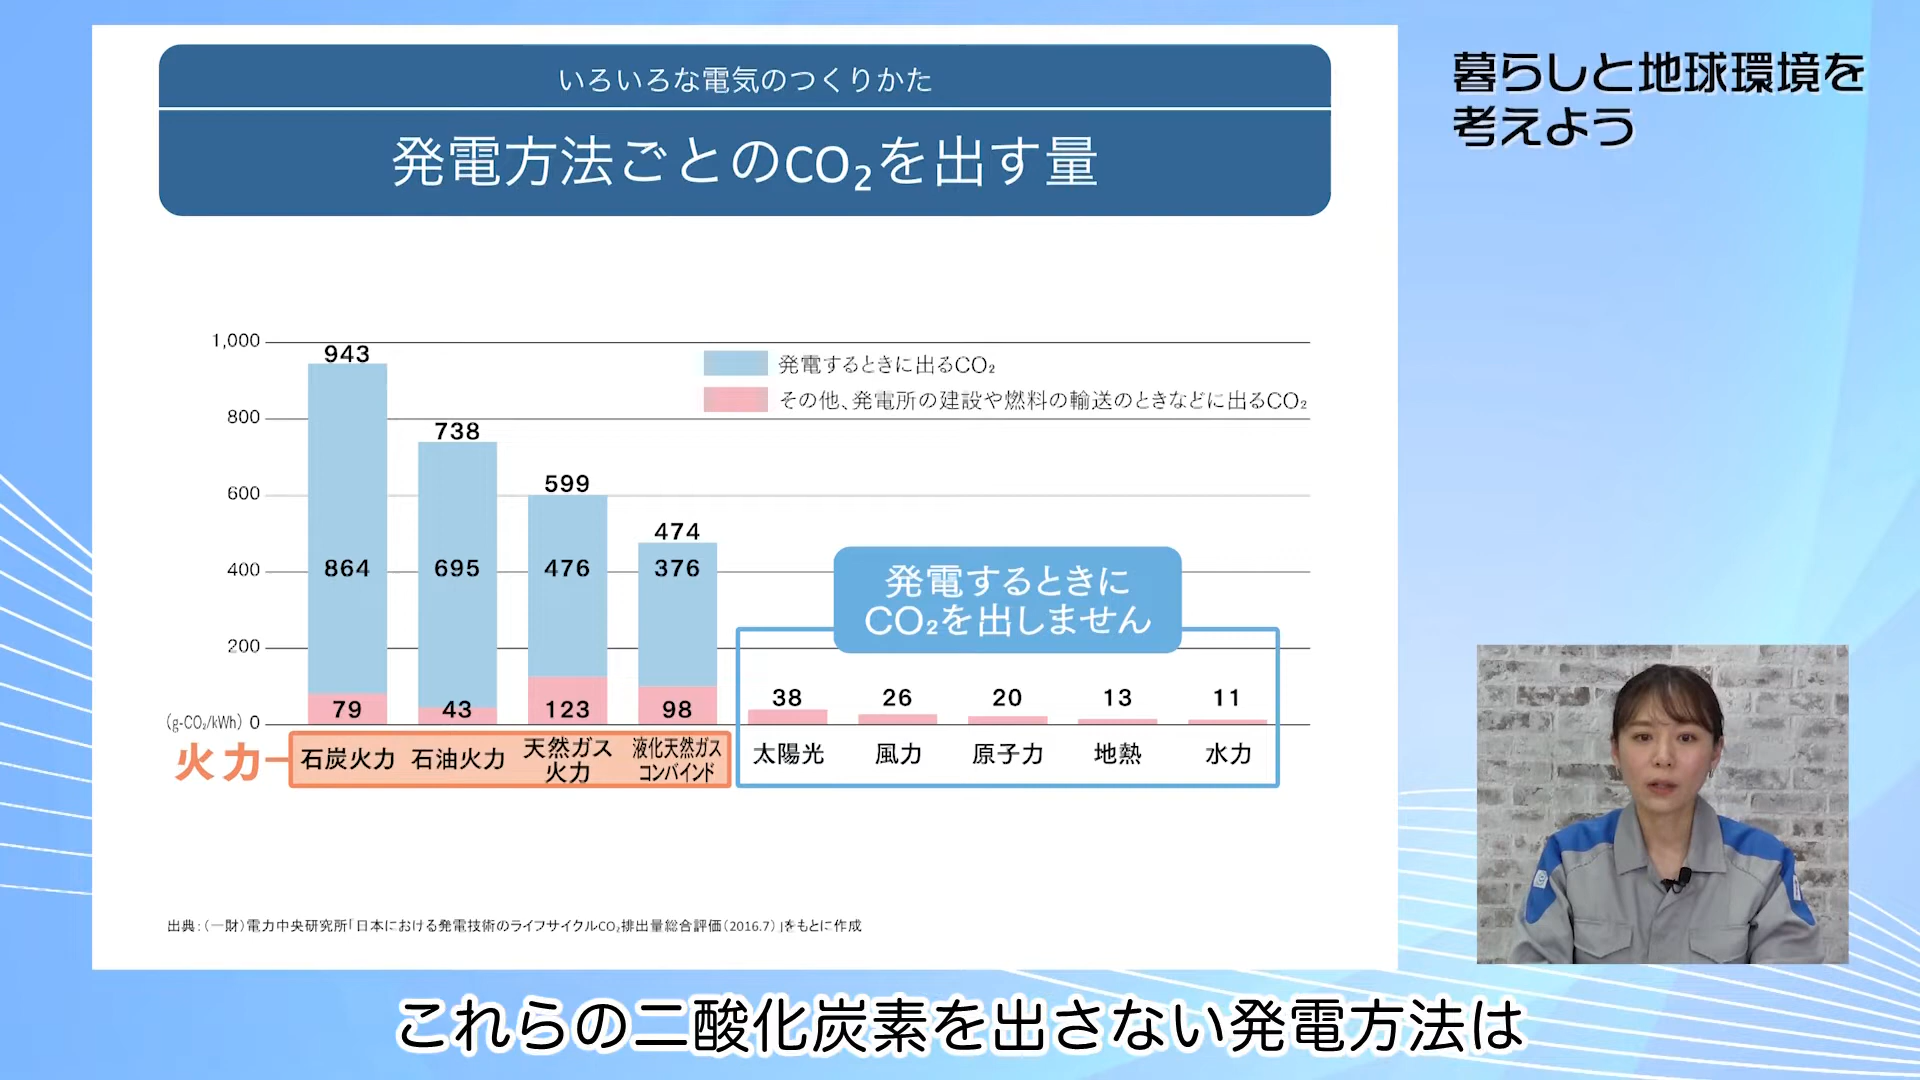 いろいろな電気のつくりかた
発電方法ごとのCO₂を出す量
暮らしと地球環境を
考えよう
1,000
800
600
400
200
(g-CO₂/kWh) 0
発電するときに出るCO₂
その他、発電所の建設や燃料の輸送のときなどに出るCO₂
943
738
599
474
864
695
476
376
79
43
123
98
発電するときに
CO₂を出しません
38
26
20
13
11
火力
石炭火力
石油火力
天然ガス
火力
液化天然ガス
コンバインド
太陽光
風力
原子力
地熱
水力
出典:(一財)電力中央研究所「日本における発電技術のライフサイクルCO₂排出量総合評価(2016.7)」をもとに作成
これらの二酸化炭素を出さない発電方法は